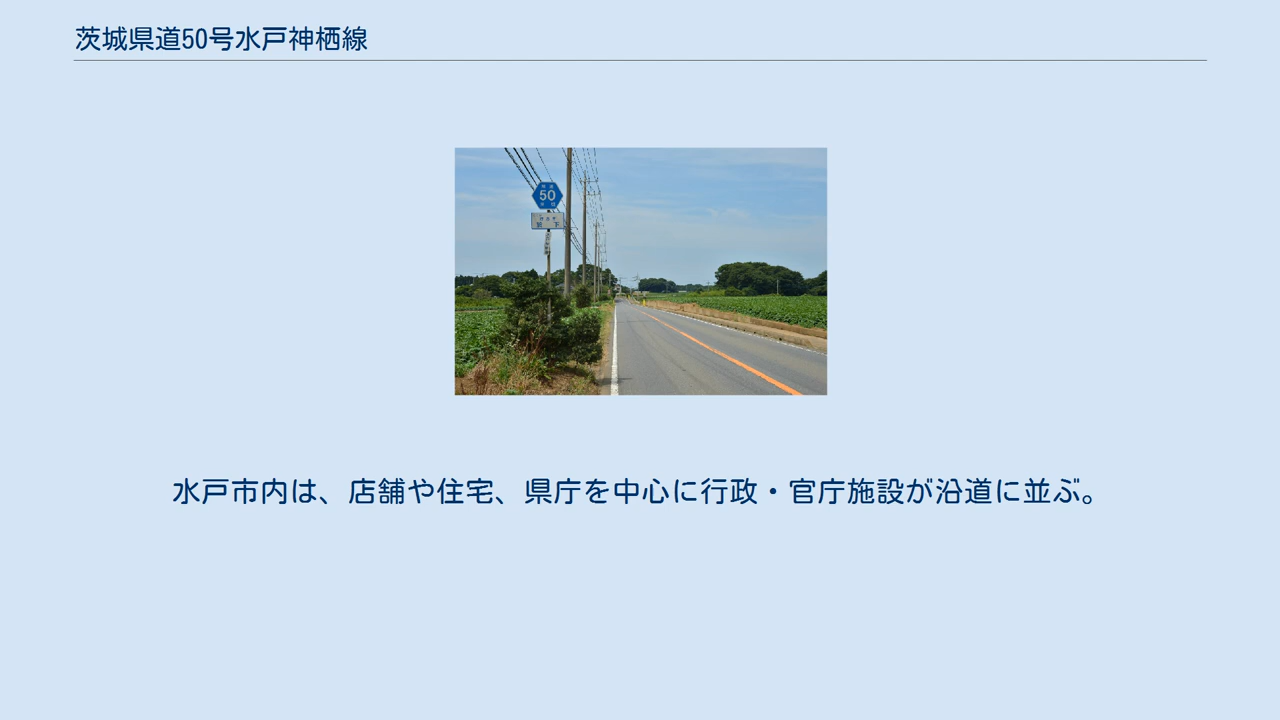 茨城県道50号水戸神栖線
50
水戸市内は、店舗や住宅、県庁を中心に行政・官庁施設が沿道に並ぶ。